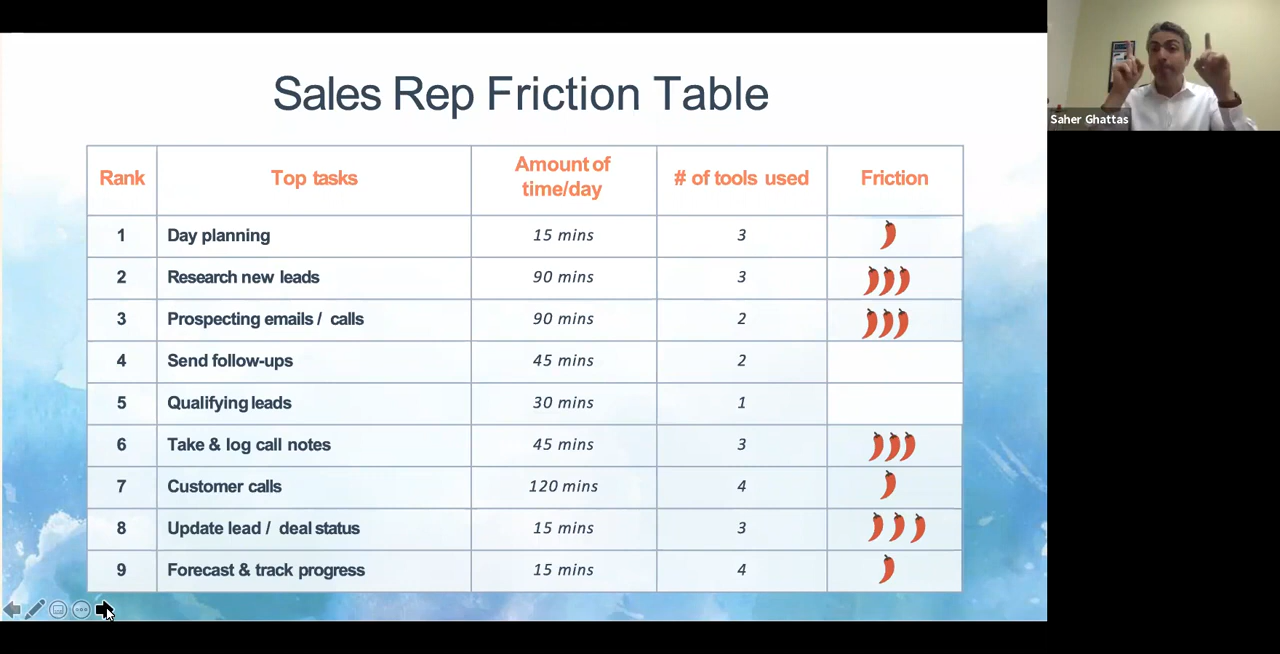 Sales Rep Friction Table
Saher Ghattas
Rank Top tasks Amount of time/day # of tools used Friction
1 Day planning 15 mins 3
2 Research new leads 90 mins 3
3 Prospecting emails / calls 90 mins 2
4 Send follow-ups 45 mins 2
5 Qualifying leads 30 mins 1
6 Take & log call notes 45 mins 3
7 Customer calls 120 mins 4
8 Update lead / deal status 15 mins 3
9 Forecast & track progress 15 mins 4